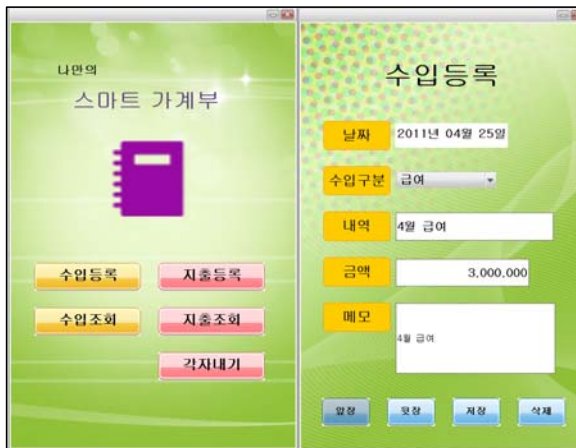 나만의
스마트 가계부
수입등록
지출등록
수입조회
지출조회
각자내기
수입등록
날짜
2011년 04월 25일
수입구분
급여
내역
4월 급여
금액
3,000,000
메모
4월 급여
앞장
뒷장
저장
삭제